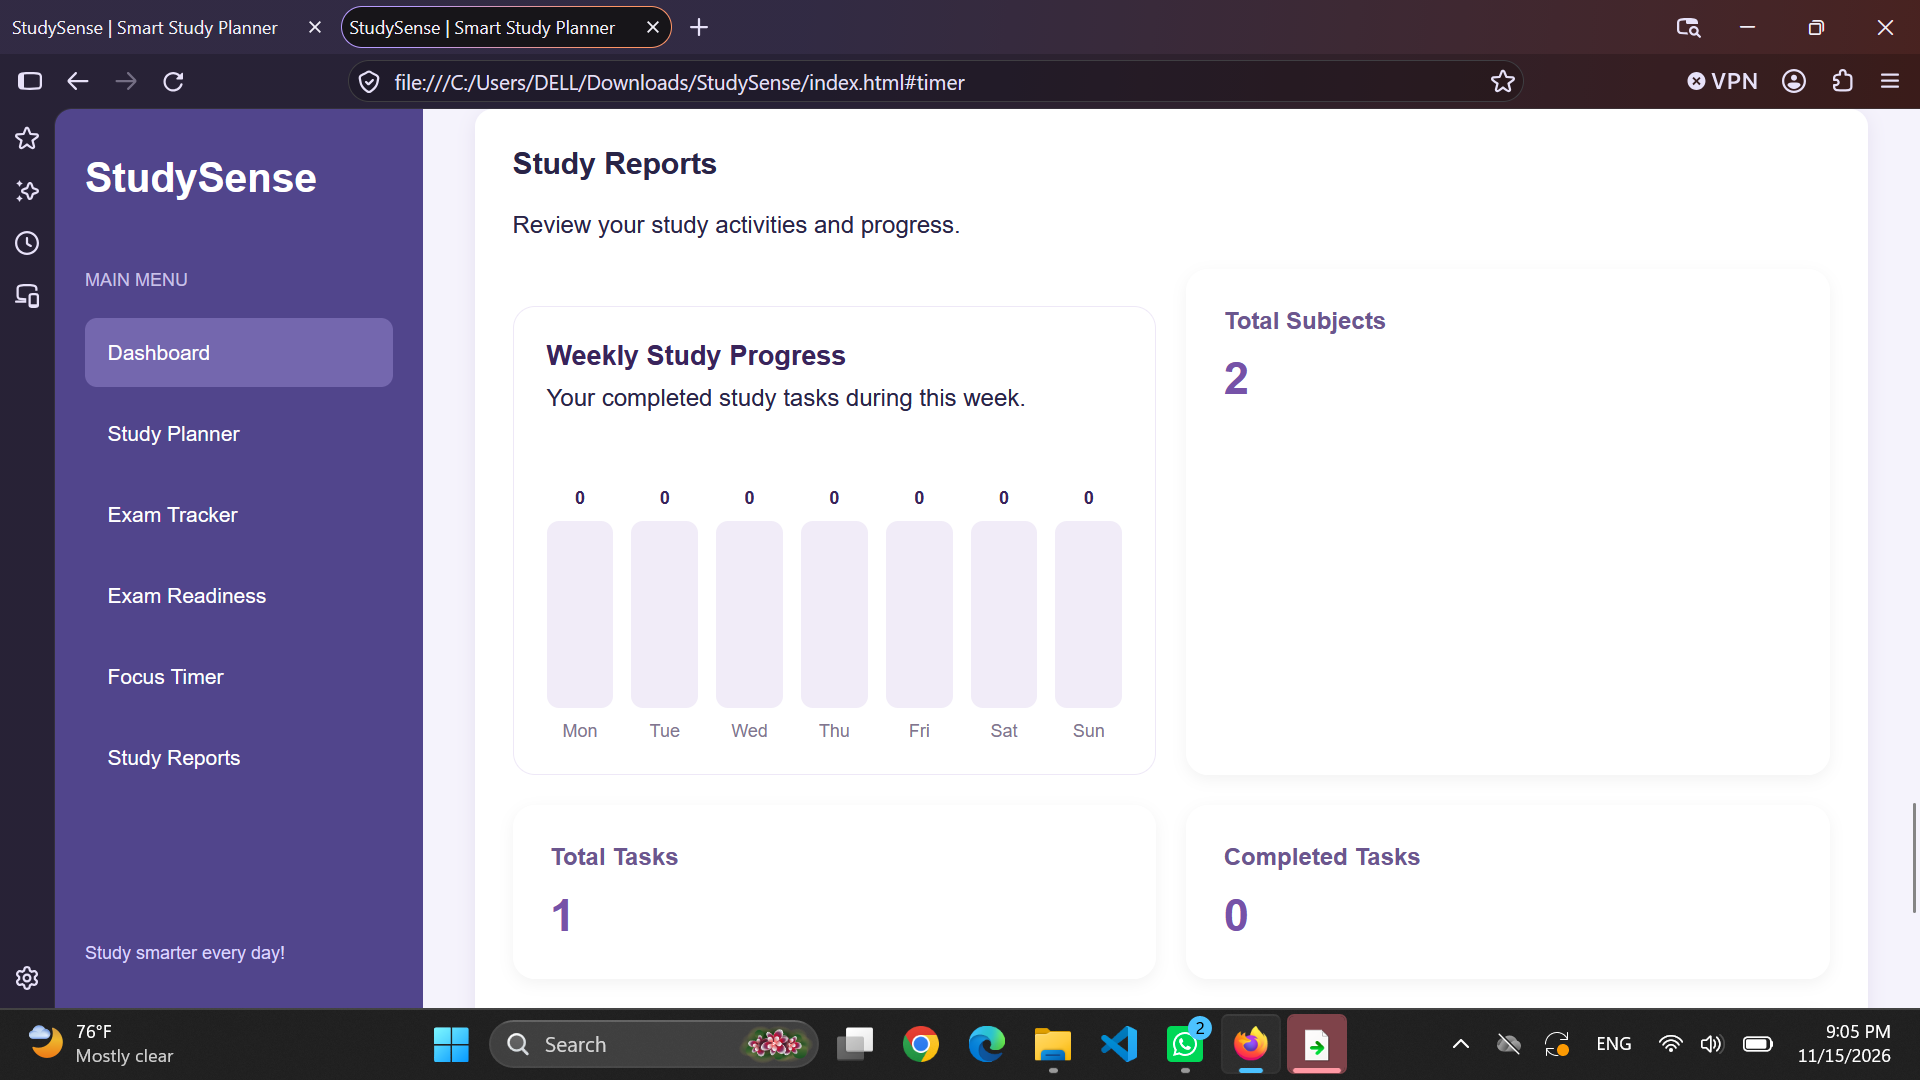 StudySense | Smart Study Planner
StudySense | Smart Study Planner
file:///C:/Users/DELL/Downloads/StudySense/index.html#timer
VPN
StudySense
MAIN MENU
Dashboard
Study Planner
Exam Tracker
Exam Readiness
Focus Timer
Study Reports
Study smarter every day!
Study Reports
Review your study activities and progress.
Weekly Study Progress
Your completed study tasks during this week.
0 0 0 0 0 0 0
Mon Tue Wed Thu Fri Sat Sun
Total Subjects
2
Total Tasks
1
Completed Tasks
0
76°F
Mostly clear
Search
2
ENG
9:05 PM
11/15/2026